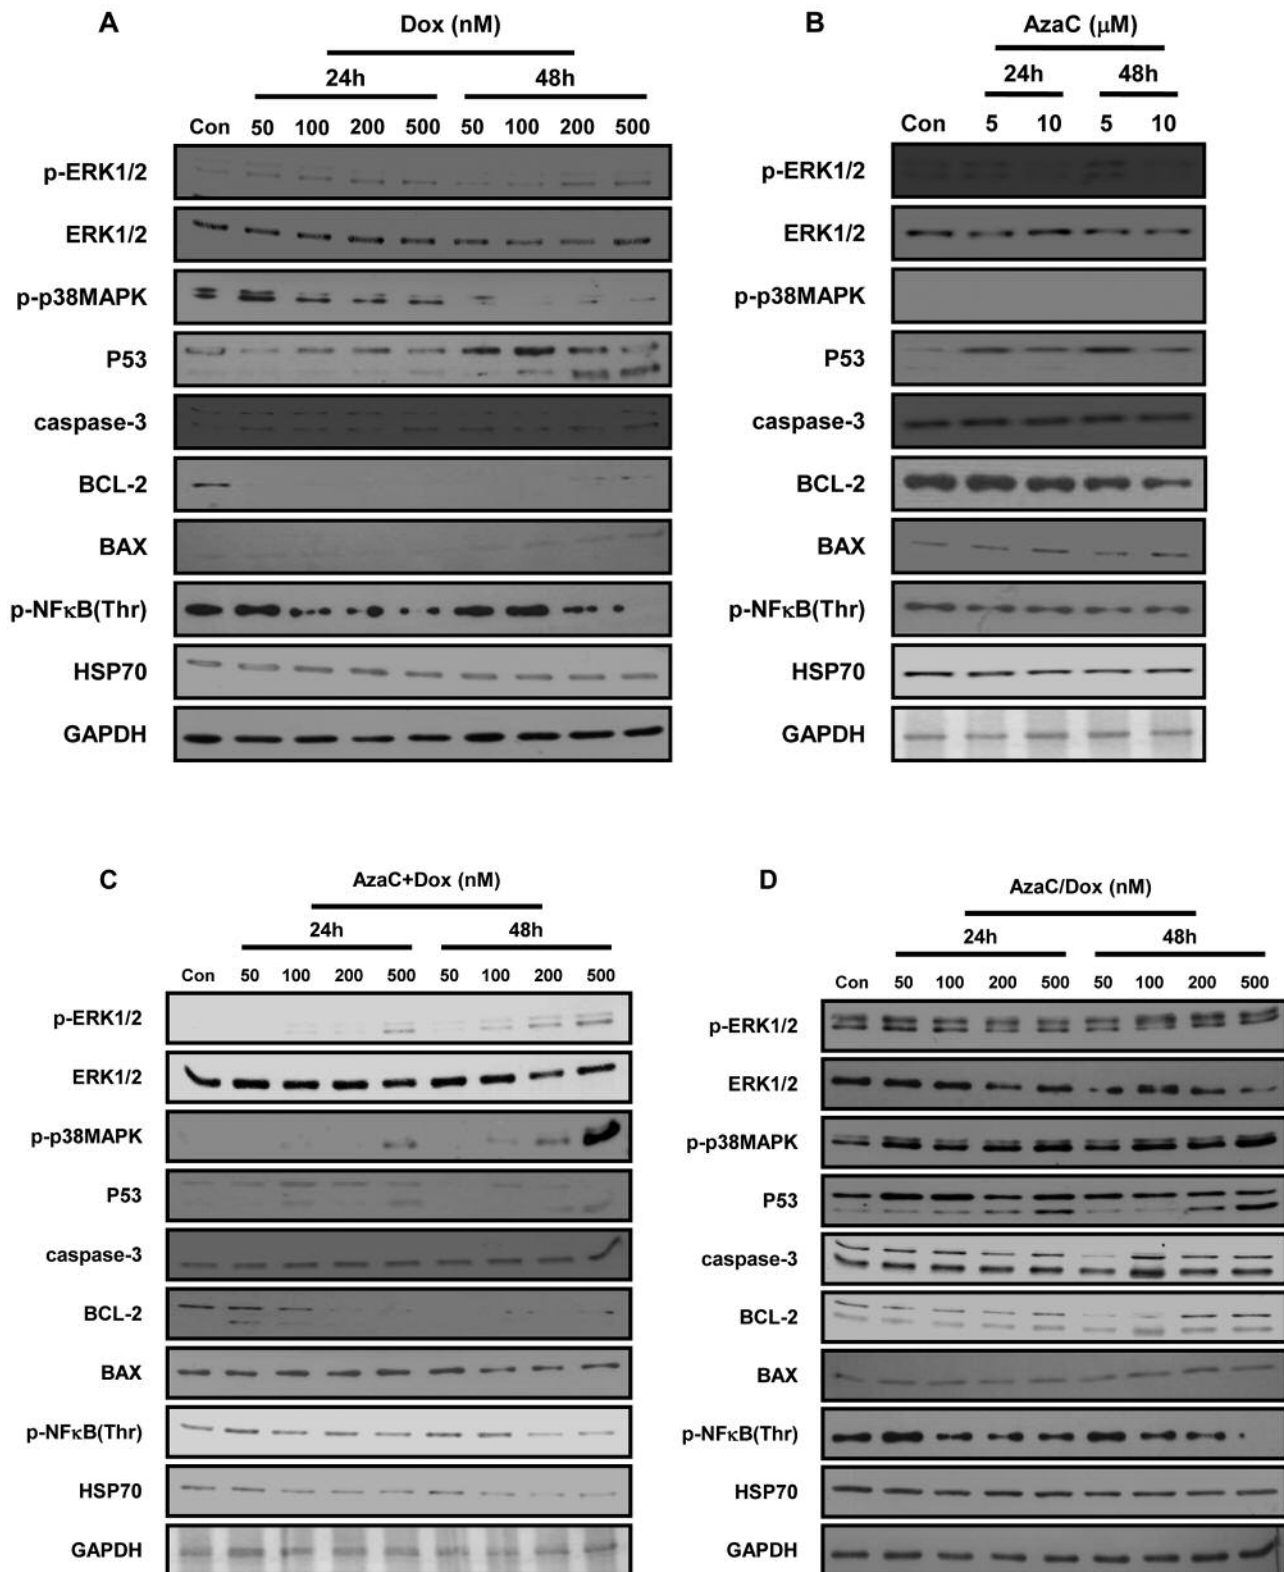 A
Dox (nM)
24h 48h
Con 50 100 200 500 50 100 200 500
p-ERK1/2
ERK1/2
p-p38MAPK
P53
caspase-3
BCL-2
BAX
p-NFκB(Thr)
HSP70
GAPDH
B
AzaC (μM)
24h 48h
Con 5 10 5 10
p-ERK1/2
ERK1/2
p-p38MAPK
P53
caspase-3
BCL-2
BAX
p-NFκB(Thr)
HSP70
GAPDH
C
AzaC+Dox (nM)
24h 48h
Con 50 100 200 500 50 100 200 500
p-ERK1/2
ERK1/2
p-p38MAPK
P53
caspase-3
BCL-2
BAX
p-NFκB(Thr)
HSP70
GAPDH
D
AzaC/Dox (nM)
24h 48h
Con 50 100 200 500 50 100 200 500
p-ERK1/2
ERK1/2
p-p38MAPK
P53
caspase-3
BCL-2
BAX
p-NFκB(Thr)
HSP70
GAPDH